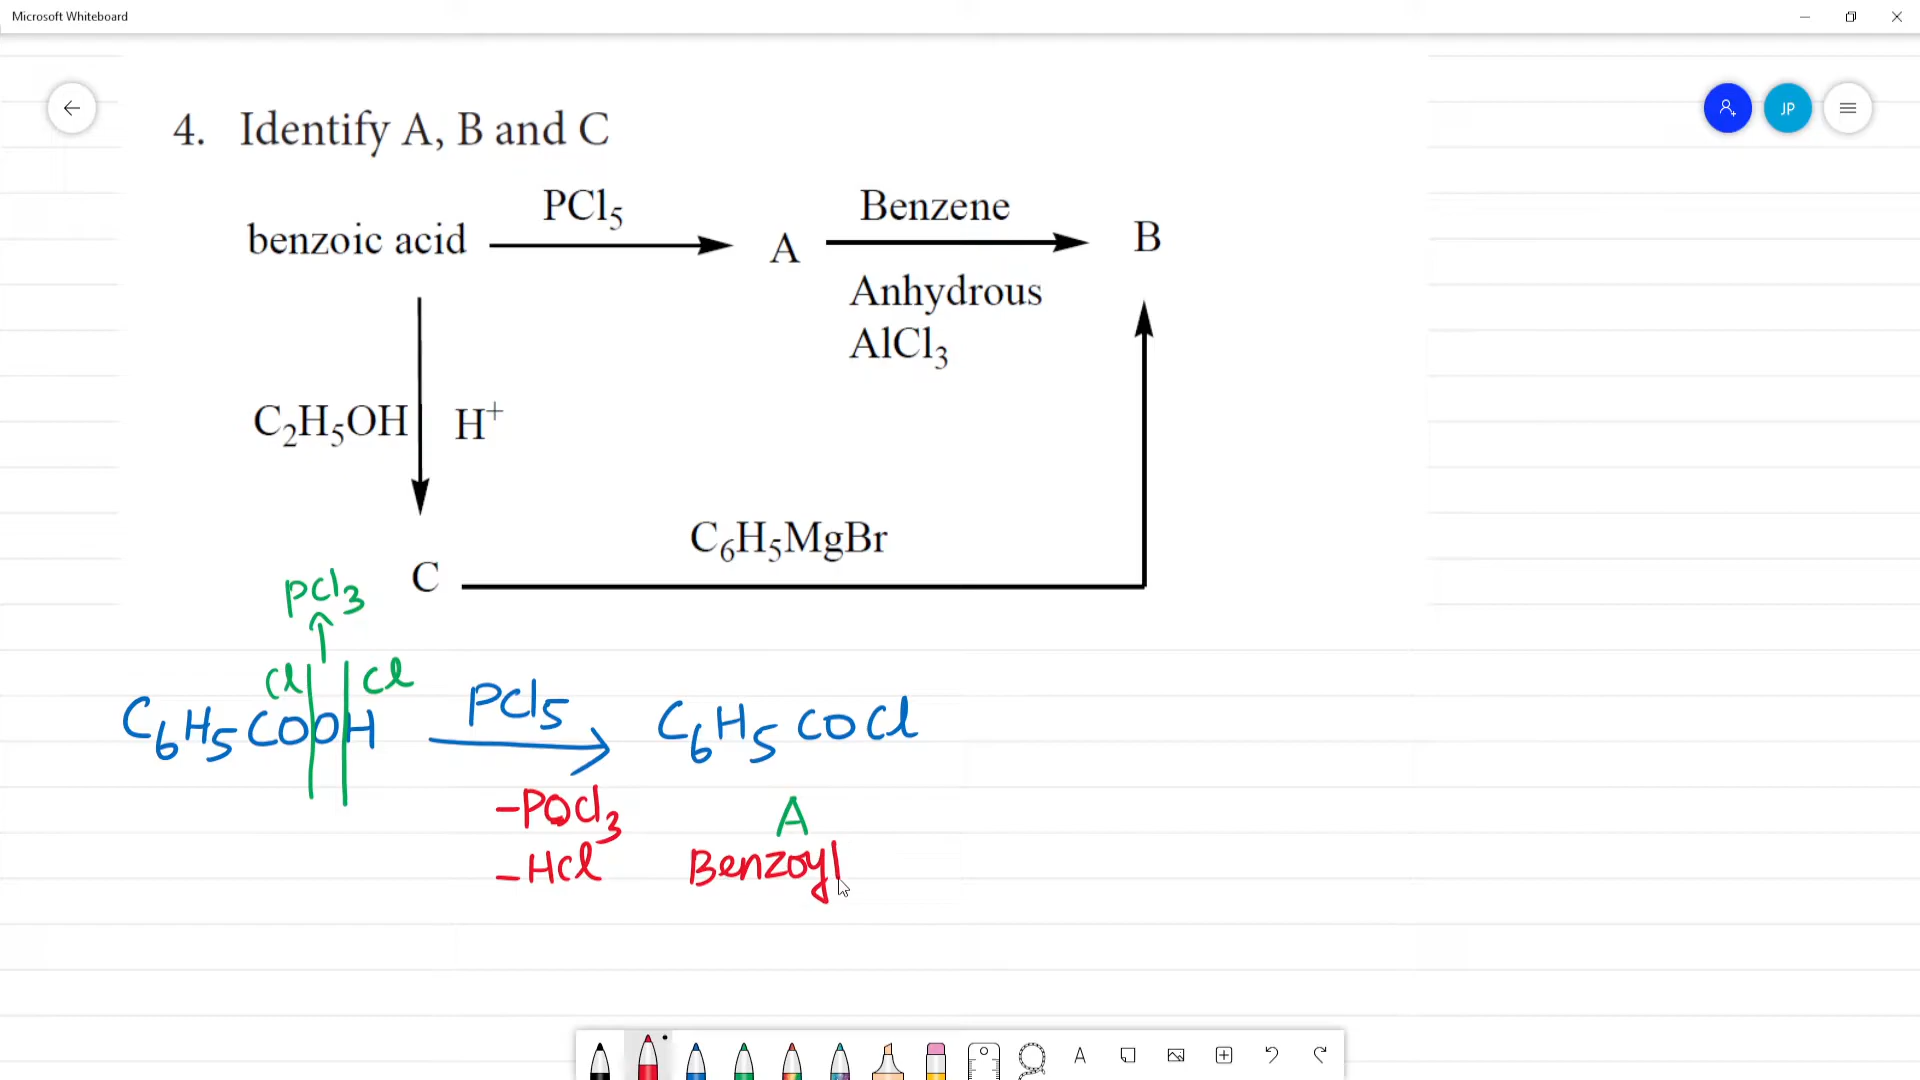 Microsoft Whiteboard
JP
4. Identify A, B and C
benzoic acid
PCl5
A
Benzene
Anhydrous
AlCl3
B
C2H5OH
H+
C
C6H5MgBr
PCl3
Cl Cl
C6H5COOH
PCl5
C6H5COCl
-POCl3
-HCl
A
Benzoyl
A